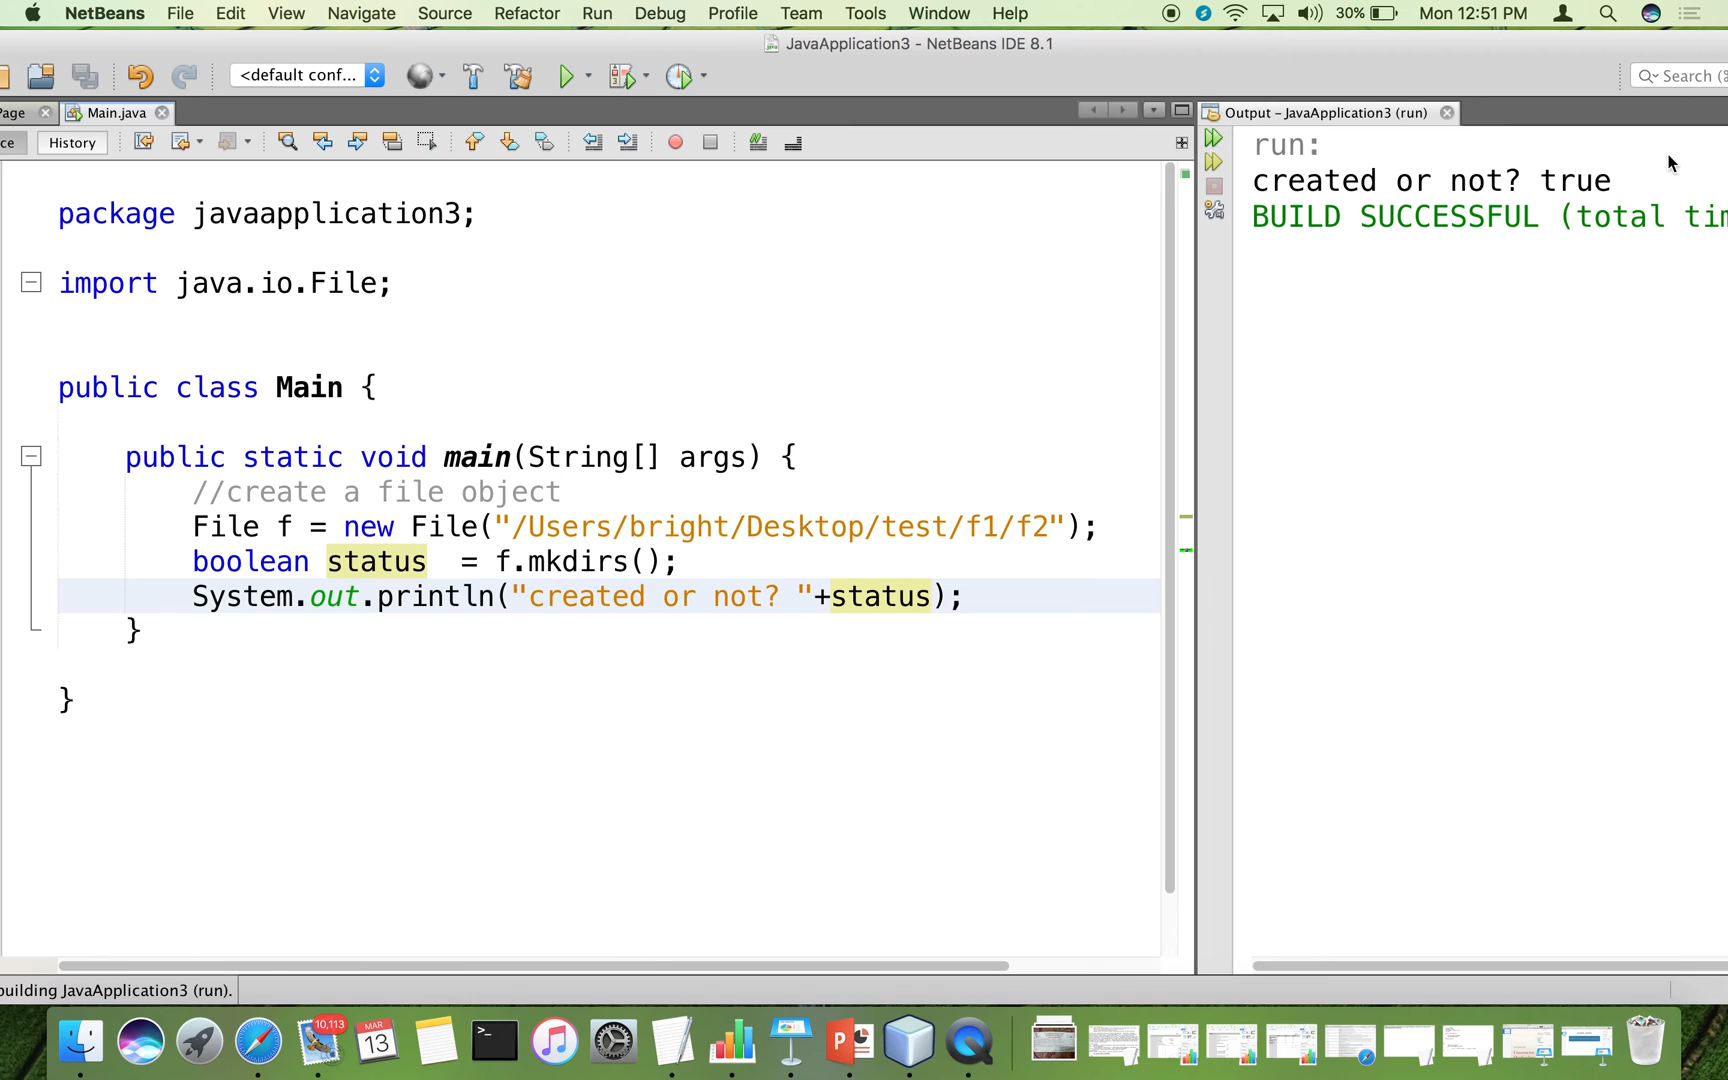 NetBeans File Edit View Navigate Source Refactor Run Debug Profile Team Tools Window Help 30% Mon 12:51 PM
JavaApplication3 - NetBeans IDE 8.1
<default conf... Search
Page Main.java Output – JavaApplication3 (run)
ce History
run:
created or not? true
BUILD SUCCESSFUL (total tim
package javaapplication3;
import java.io.File;
public class Main {
public static void main(String[] args) {
//create a file object
File f = new File("/Users/bright/Desktop/test/f1/f2");
boolean status  = f.mkdirs();
System.out.println("created or not? "+status);
}
}
building JavaApplication3 (run).
10,113
MAR
13